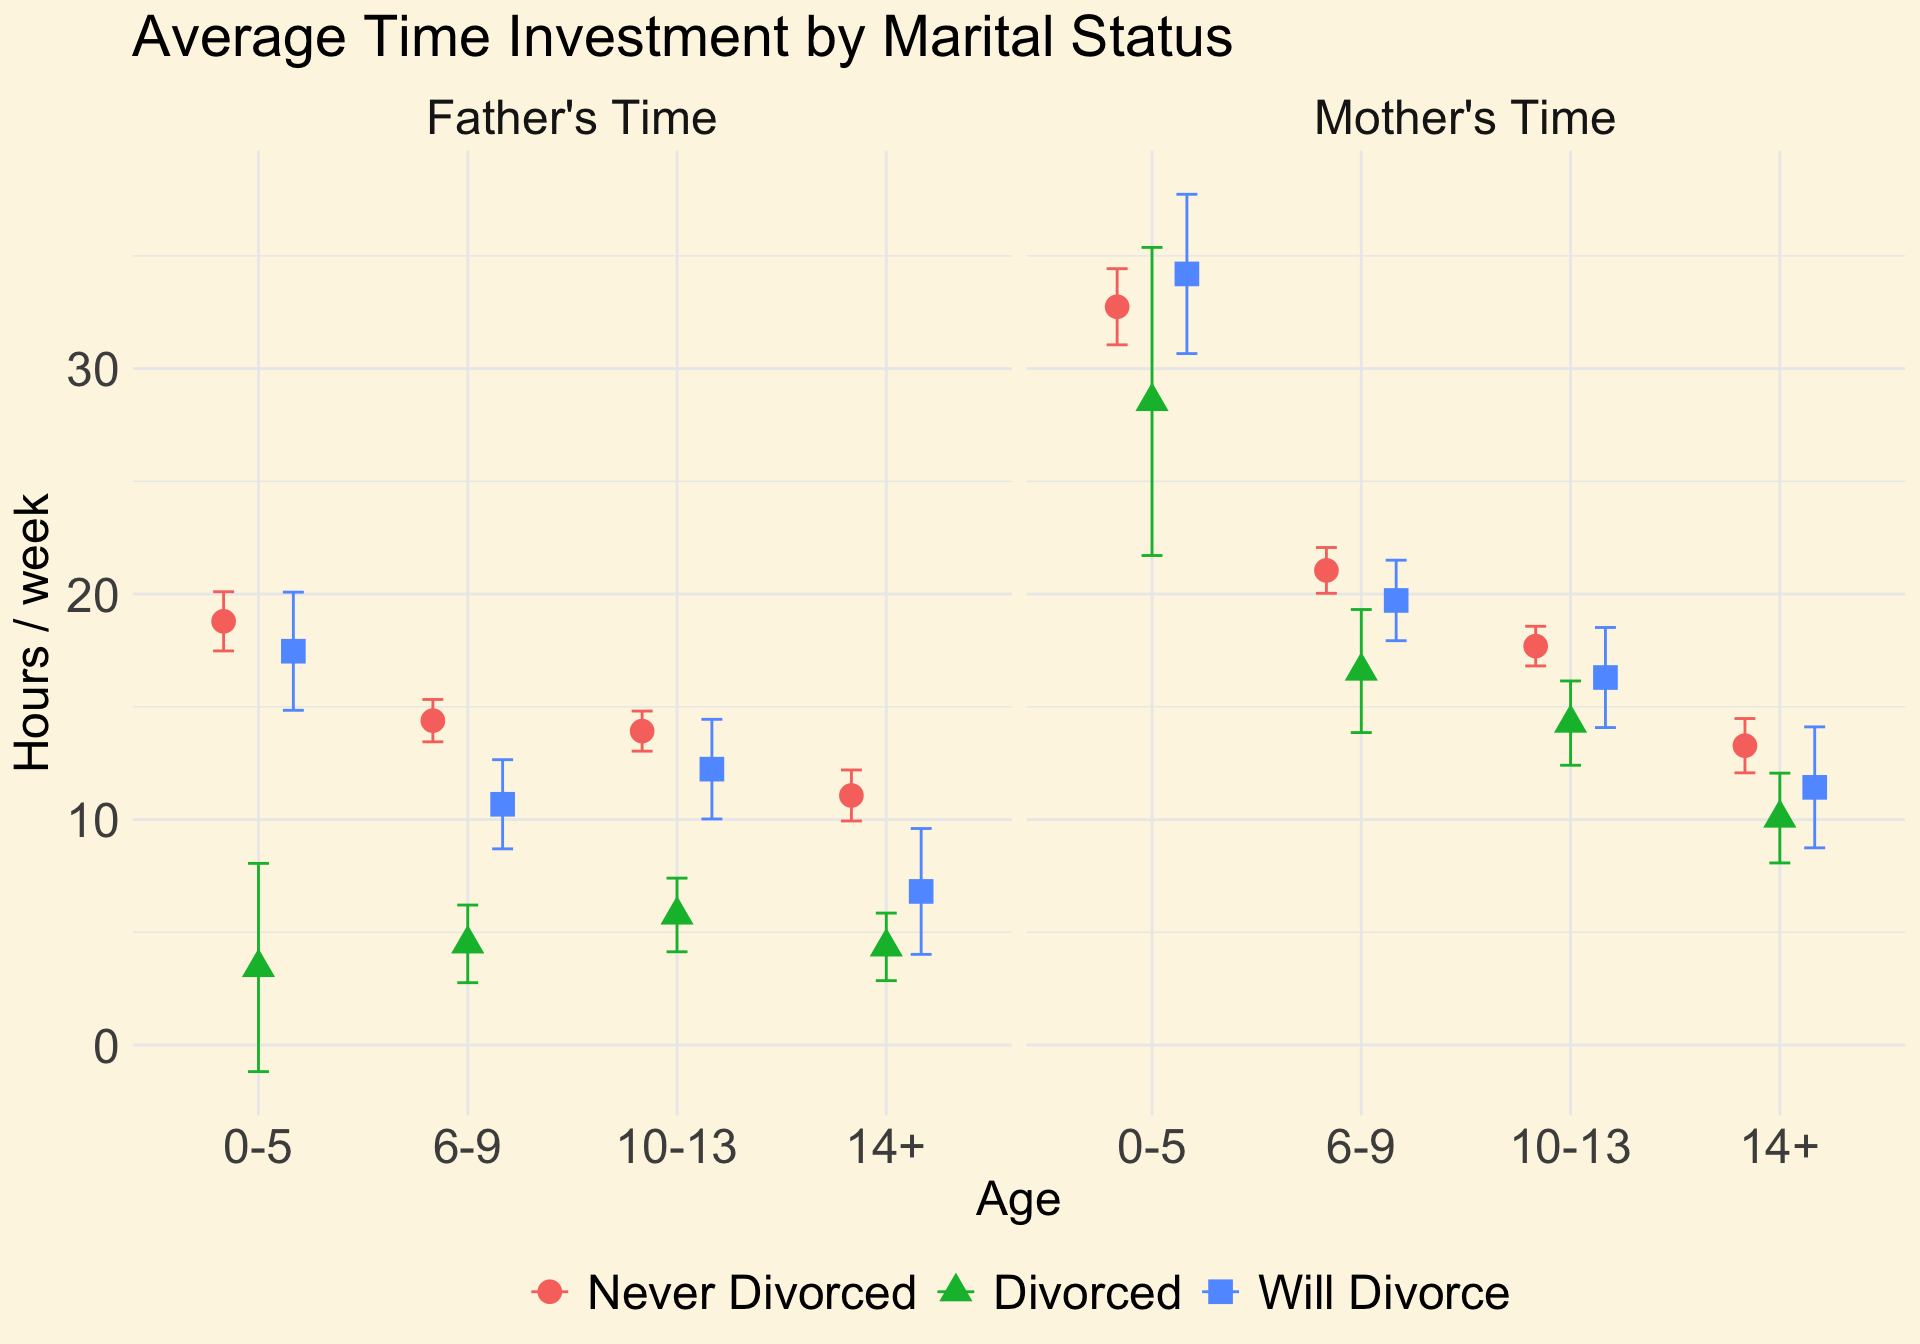 Average Time Investment by Marital Status
Father's Time
Mother's Time
Hours / week
30
20
10
0
0-5
6-9
10-13
14+
0-5
6-9
10-13
14+
Age
Never Divorced
Divorced
Will Divorce